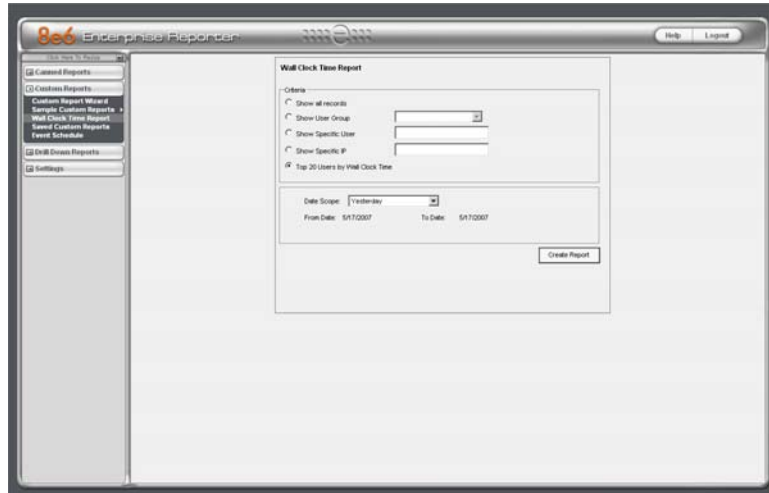 8e6 Enterprise Reporter
Help
Logout
Click Here To Pause
Canned Reports
Custom Reports
Custom Report Wizard
Sample Custom Reports
Wall Clock Time Report
Saved Custom Reports
Event Schedule
Drill Down Reports
Settings
Wall Clock Time Report
Criteria
Show all records
Show User Group
Show Specific User
Show Specific IP
Top 20 Users by Wall Clock Time
Date Scope: Yesterday
From Date: 5/17/2007 To Date: 5/17/2007
Create Report